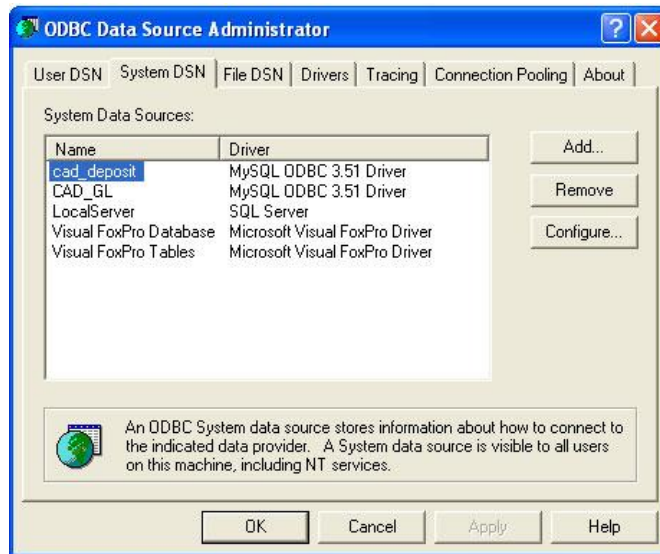 ODBC Data Source Administrator
User DSN System DSN File DSN Drivers Tracing Connection Pooling About
System Data Sources:
Name Driver
cad_deposit MySQL ODBC 3.51 Driver
CAD_GL MySQL ODBC 3.51 Driver
LocalServer SQL Server
Visual FoxPro Database Microsoft Visual FoxPro Driver
Visual FoxPro Tables Microsoft Visual FoxPro Driver
Add...
Remove
Configure...
An ODBC System data source stores information about how to connect to
the indicated data provider. A System data source is visible to all users
on this machine, including NT services.
OK Cancel Apply Help